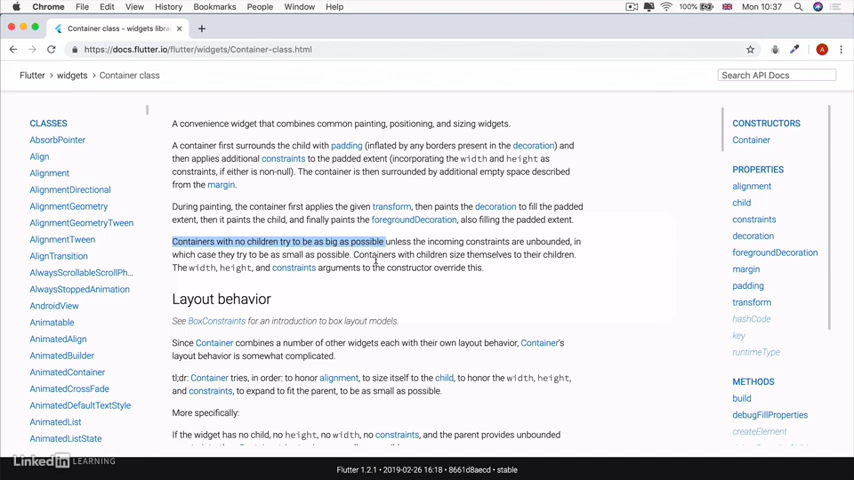 Chrome File Edit View History Bookmarks People Window Help 100% Mon 10:37
Container class - widgets libra
https://docs.flutter.io/flutter/widgets/Container-class.html
A
Flutter widgets Container class
Search API Docs
CLASSES
AbsorbPointer
Align
Alignment
AlignmentDirectional
AlignmentGeometry
AlignmentGeometryTween
AlignmentTween
AlignTransition
AlwaysScrollableScrollPh...
AlwaysStoppedAnimation
AndroidView
Animatable
AnimatedAlign
AnimatedBuilder
AnimatedContainer
AnimatedCrossFade
AnimatedDefaultTextStyle
AnimatedList
AnimatedListState
A convenience widget that combines common painting, positioning, and sizing widgets.
A container first surrounds the child with padding (inflated by any borders present in the decoration) and
then applies additional constraints to the padded extent (incorporating the width and height as
constraints, if either is non-null). The container is then surrounded by additional empty space described
from the margin.
During painting, the container first applies the given transform, then paints the decoration to fill the padded
extent, then it paints the child, and finally paints the foregroundDecoration, also filling the padded extent.
Containers with no children try to be as big as possible unless the incoming constraints are unbounded, in
which case they try to be as small as possible. Containers with children size themselves to their children.
The width, height, and constraints arguments to the constructor override this.
Layout behavior
See BoxConstraints for an introduction to box layout models.
Since Container combines a number of other widgets each with their own layout behavior, Container's
layout behavior is somewhat complicated.
tl;dr: Container tries, in order: to honor alignment, to size itself to the child, to honor the width, height,
and constraints, to expand to fit the parent, to be as small as possible.
More specifically:
If the widget has no child, no height, no width, no constraints, and the parent provides unbounded
CONSTRUCTORS
Container
PROPERTIES
alignment
child
constraints
decoration
foregroundDecoration
margin
padding
transform
hashCode
key
runtimeType
METHODS
build
debugFillProperties
createElement
LinkedIn LEARNING
Flutter 1.2.1 • 2019-02-26 16:18 • 8661d8aecd • stable